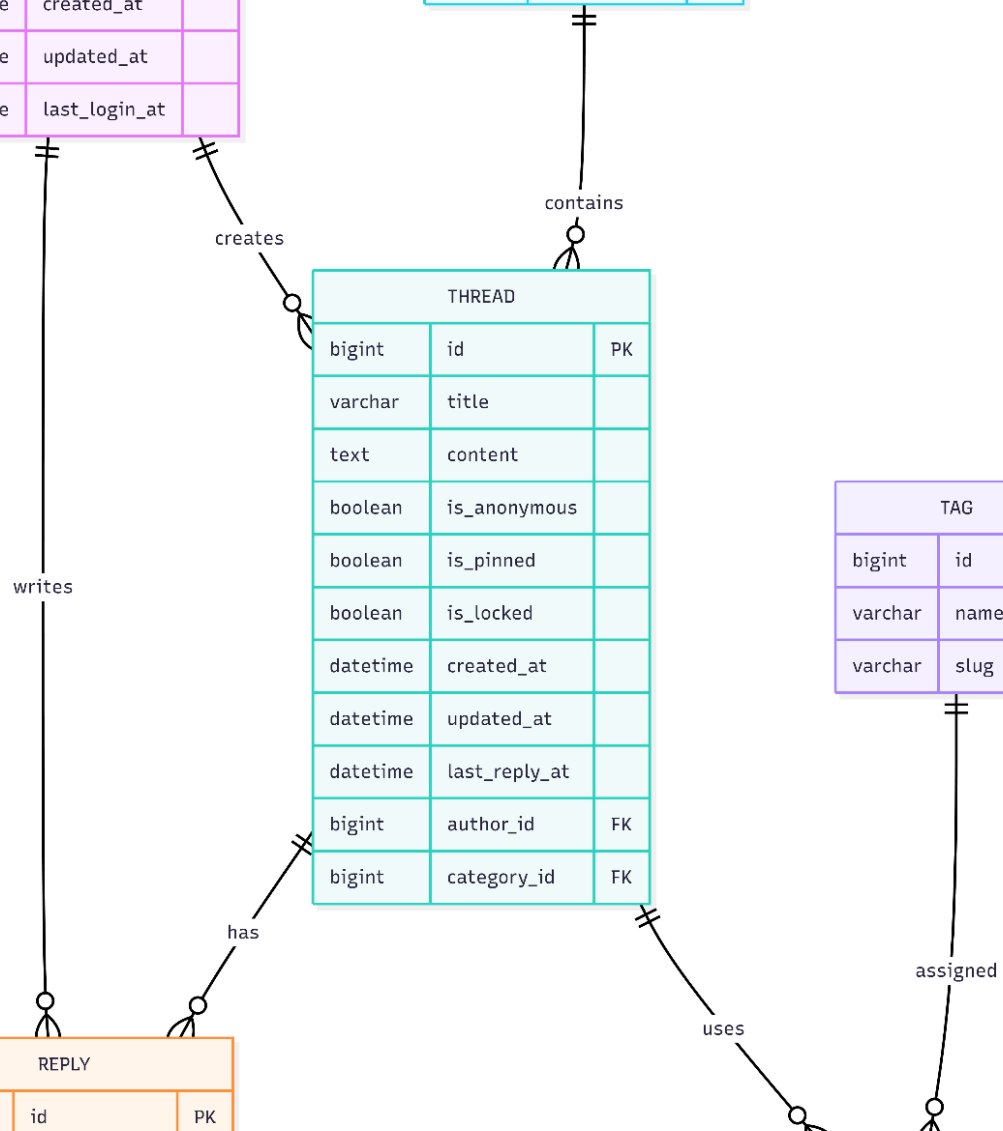 e created_at
e updated_at
e last_login_at
contains
creates
THREAD
bigint id PK
varchar title
text content
boolean is_anonymous
boolean is_pinned
boolean is_locked
datetime created_at
datetime updated_at
datetime last_reply_at
bigint author_id FK
bigint category_id FK
TAG
bigint id
varchar name
varchar slug
writes
has
assigned
uses
REPLY
id PK